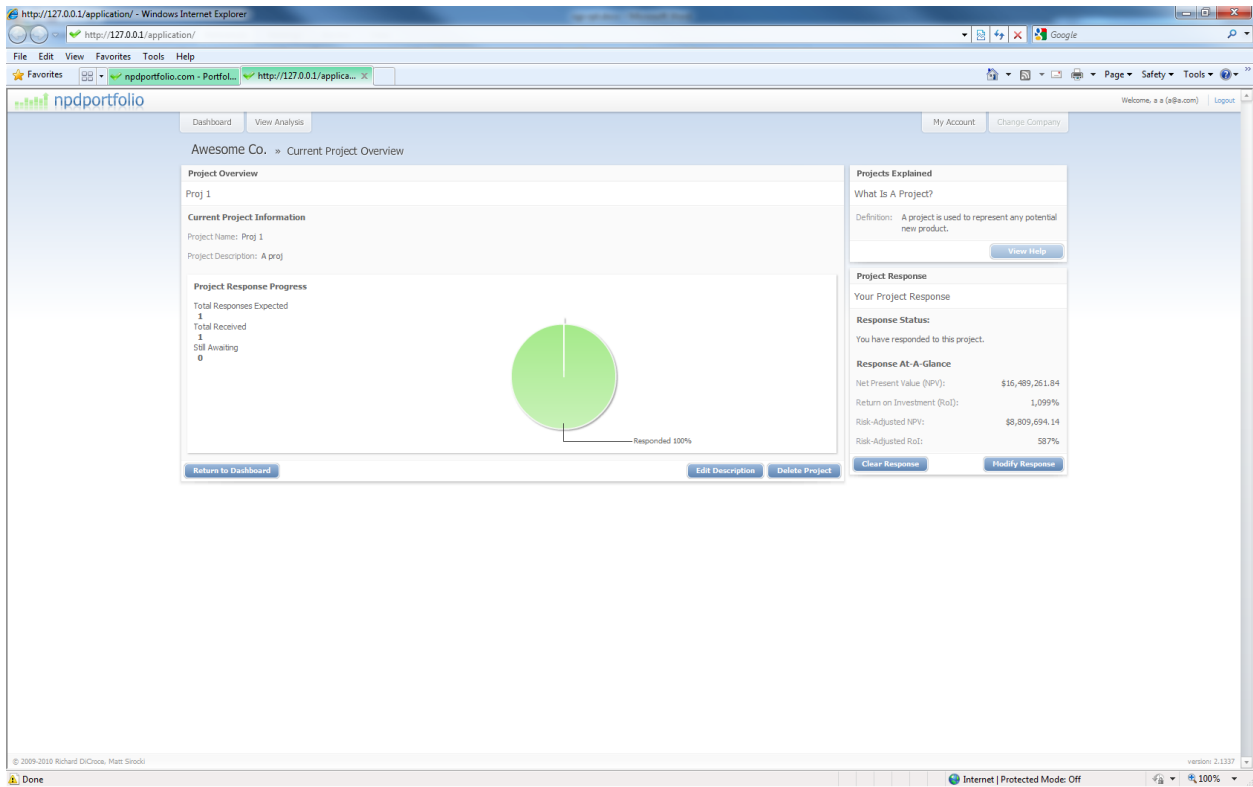 http://127.0.0.1/application/ - Windows Internet Explorer
http://127.0.0.1/application/
Google
File Edit View Favorites Tools Help
Favorites
npdportfolio.com - Portfol...
http://127.0.0.1/applica...
Page Safety Tools
npdportfolio
Welcome, a a (a@a.com) Logout
Dashboard View Analysis
My Account Change Company
Awesome Co. » Current Project Overview
Project Overview
Proj 1
Current Project Information
Project Name: Proj 1
Project Description: A proj
Project Response Progress
Total Responses Expected
1
Total Received
1
Still Awaiting
0
Responded 100%
Return to Dashboard
Edit Description
Delete Project
Projects Explained
What Is A Project?
Definition: A project is used to represent any potential
new product.
View Help
Project Response
Your Project Response
Response Status:
You have responded to this project.
Response At-A-Glance
Net Present Value (NPV): $16,489,261.84
Return on Investment (RoI): 1,099%
Risk-Adjusted NPV: $8,809,694.14
Risk-Adjusted RoI: 587%
Clear Response
Modify Response
© 2009-2010 Richard DiCroce, Matt Sirocki
version: 2.1337
Done
Internet | Protected Mode: Off
100%